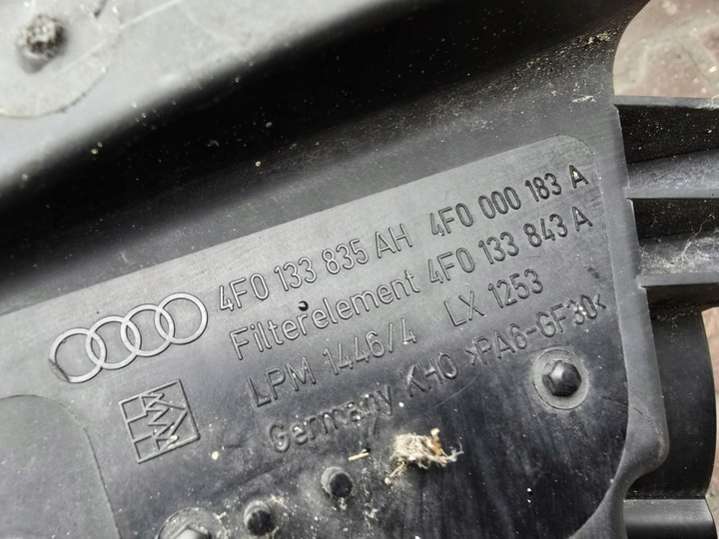 4F0 133 835 AH 4F0 000 183 A
Filterelement 4F0 133 843 A
LPM 1446/4 LX 1253
Germany KHO >PA6-GF30<